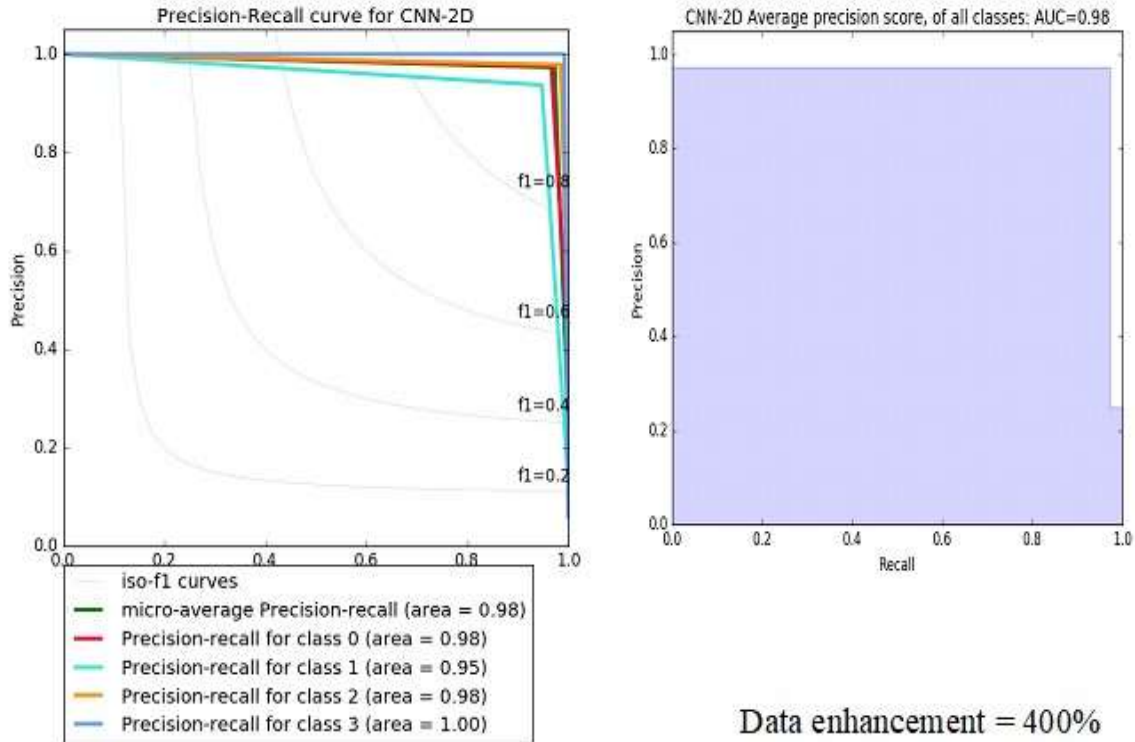 Precision-Recall curve for CNN-2D
1.0
0.8
0.6
0.4
0.2
0.0
Precision
f1=0.8
f1=0.6
f1=0.4
f1=0.2
0.0 0.2 0.4 0.6 0.8 1.0
iso-f1 curves
micro-average Precision-recall (area = 0.98)
Precision-recall for class 0 (area = 0.98)
Precision-recall for class 1 (area = 0.95)
Precision-recall for class 2 (area = 0.98)
Precision-recall for class 3 (area = 1.00)
CNN-2D Average precision score, of all classes: AUC=0.98
1.0
0.8
0.6
0.4
0.2
0.0
Precision
0.0 0.2 0.4 0.6 0.8 1.0
Recall
Data enhancement = 400%